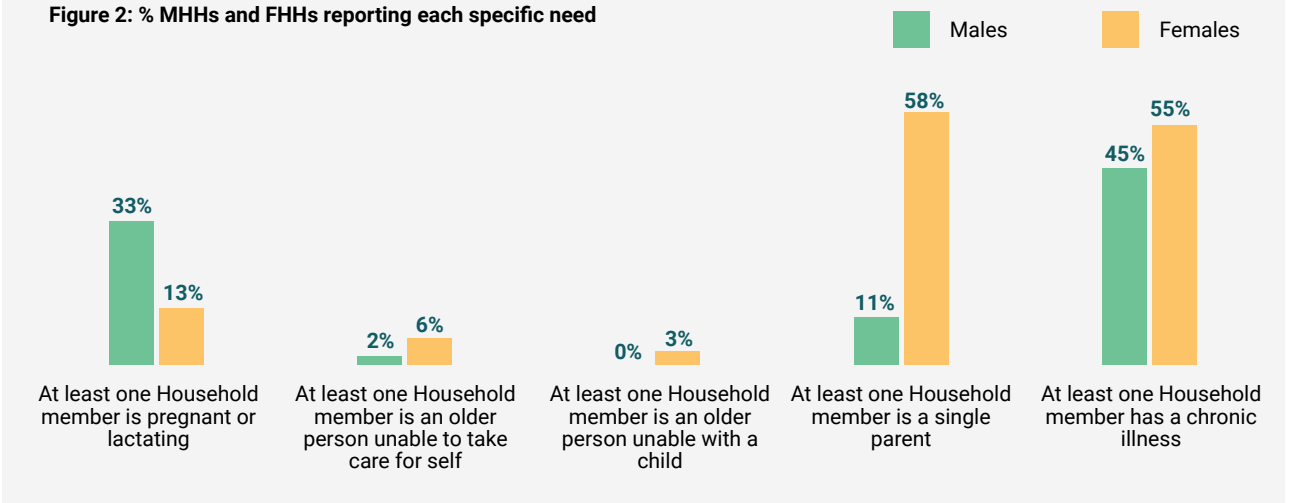 Figure 2: % MHHs and FHHs reporting each specific need
Males
Females
33%
13%
At least one Household
member is pregnant or
lactating
2%
6%
At least one Household
member is an older
person unable to take
care for self
0%
3%
At least one Household
member is an older
person unable with a
child
11%
58%
At least one Household
member is a single
parent
45%
55%
At least one Household
member has a chronic
illness